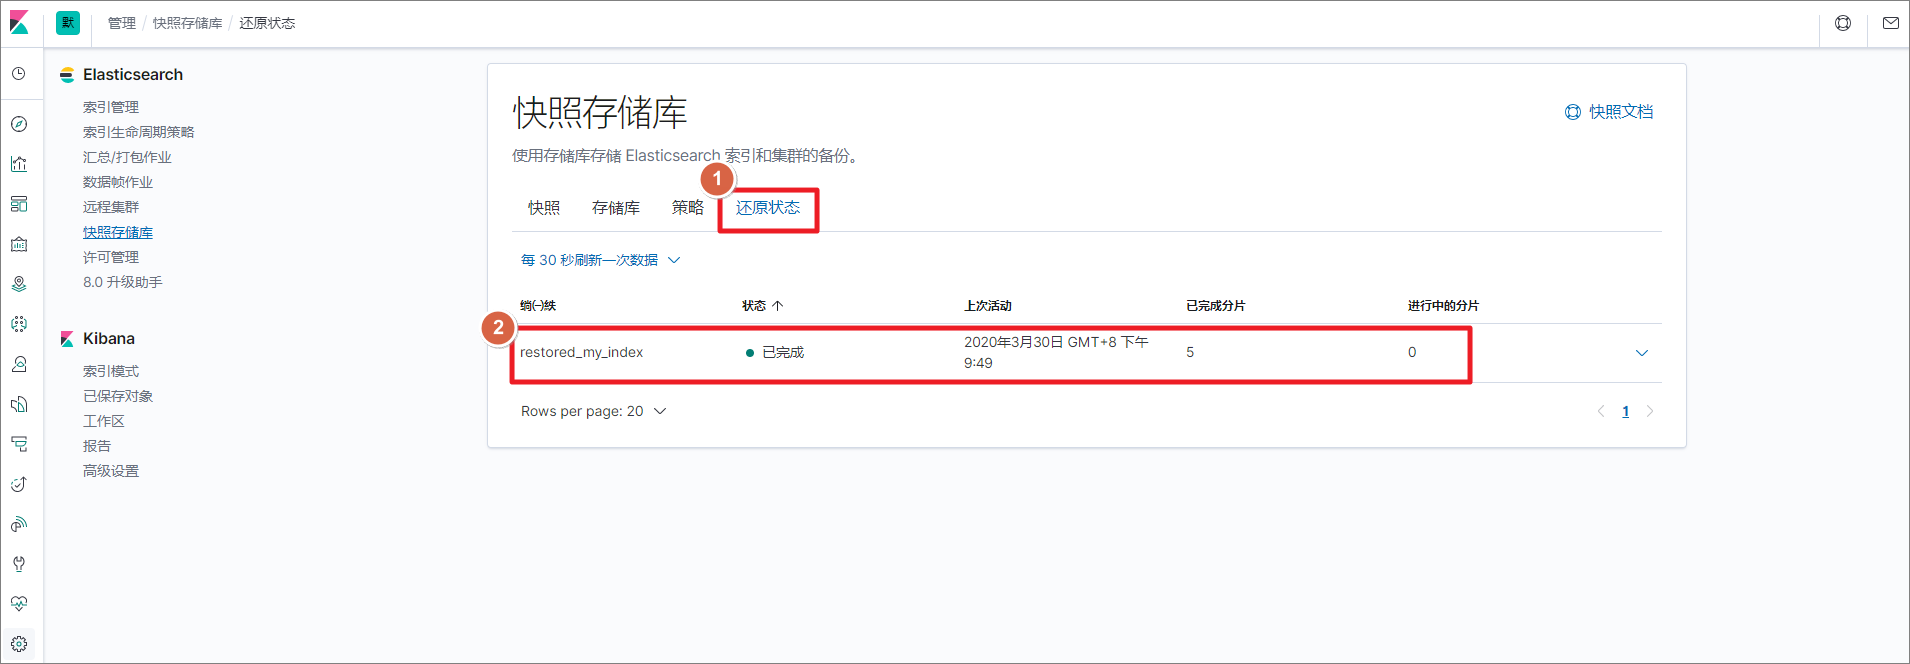 默 管理 / 快照存储库 / 还原状态
Elasticsearch
索引管理
索引生命周期策略
汇总/打包作业
数据帧作业
远程集群
快照存储库
许可管理
8.0 升级助手
Kibana
索引模式
已保存对象
工作区
报告
高级设置
快照存储库
快照文档
使用存储库存储 Elasticsearch 索引和集群的备份。
1
快照 存储库 策略 还原状态
每 30 秒刷新一次数据
状态 上次活动 已完成分片 进行中的分片
2
restored_my_index 已完成 2020年3月30日 GMT+8 下午 9:49 5 0
Rows per page: 20
1